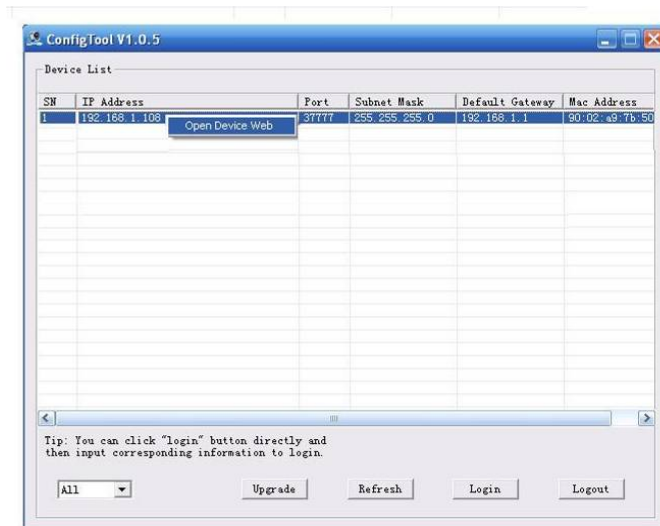 ConfigTool V1.0.5
Device List
SN IP Address Port Subnet Mask Default Gateway Mac Address
1 192.168.1.108 37777 255.255.255.0 192.168.1.1 90:02:a9:7b:50
Open Device Web
Tip: You can click "login" button directly and
then input corresponding information to login.
All Upgrade Refresh Login Logout